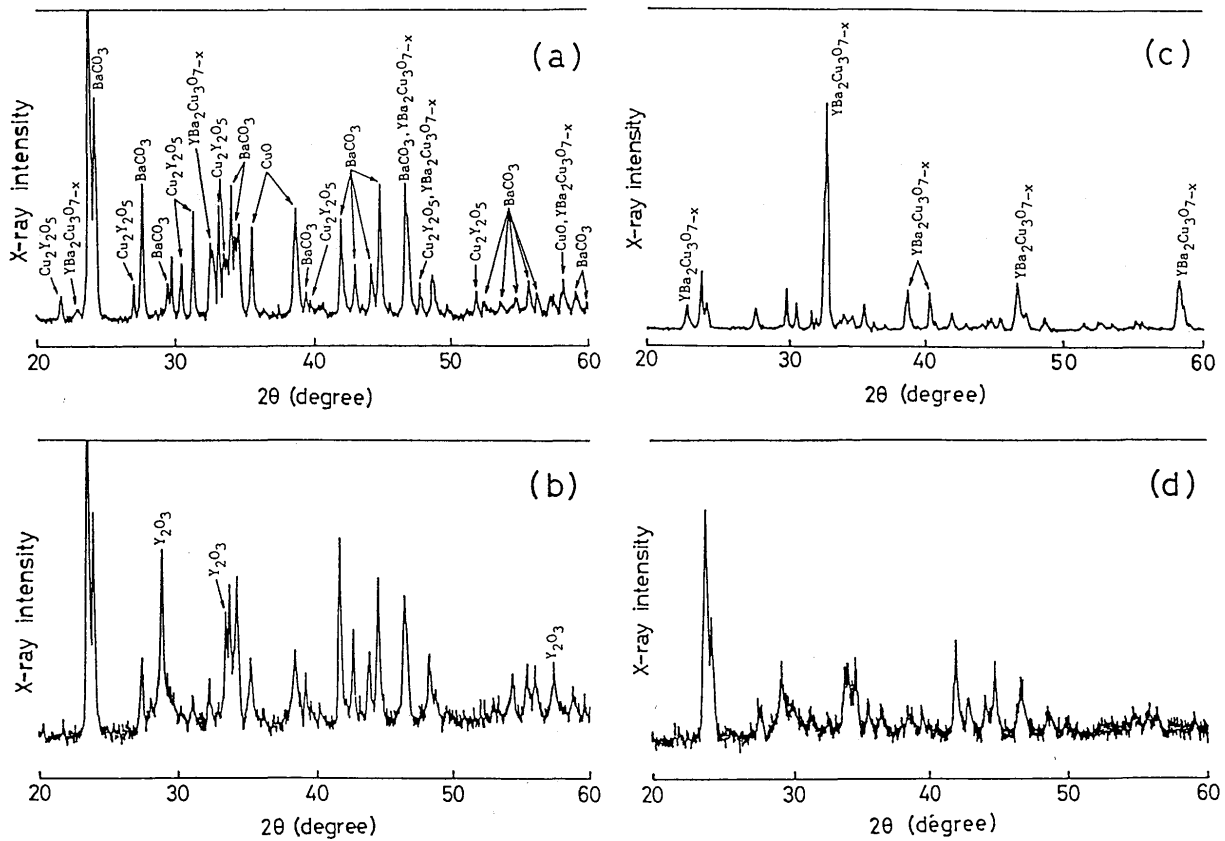 (a)
X-ray intensity
Cu₂Y₂O₅
YBa₂Cu₃O₇₋ₓ
BaCO₃
Cu₂Y₂O₅
BaCO₃
BaCO₃
Cu₂Y₂O₅
YBa₂Cu₃O₇₋ₓ
Cu₂Y₂O₅
BaCO₃
CuO
BaCO₃
Cu₂Y₂O₅
BaCO₃
BaCO₃,YBa₂Cu₃O₇₋ₓ
Cu₂Y₂O₅,YBa₂Cu₃O₇₋ₓ
Cu₂Y₂O₅
BaCO₃
CuO,YBa₂Cu₃O₇₋ₓ
BaCO₃
20 30 40 50 60
2θ (degree)
(c)
X-ray intensity
YBa₂Cu₃O₇₋ₓ
YBa₂Cu₃O₇₋ₓ
YBa₂Cu₃O₇₋ₓ
YBa₂Cu₃O₇₋ₓ
YBa₂Cu₃O₇₋ₓ
20 30 40 50 60
2θ (degree)
(b)
X-ray intensity
Y₂O₃
Y₂O₃
Y₂O₃
20 30 40 50 60
2θ (degree)
(d)
X-ray intensity
20 30 40 50 60
2θ (degree)